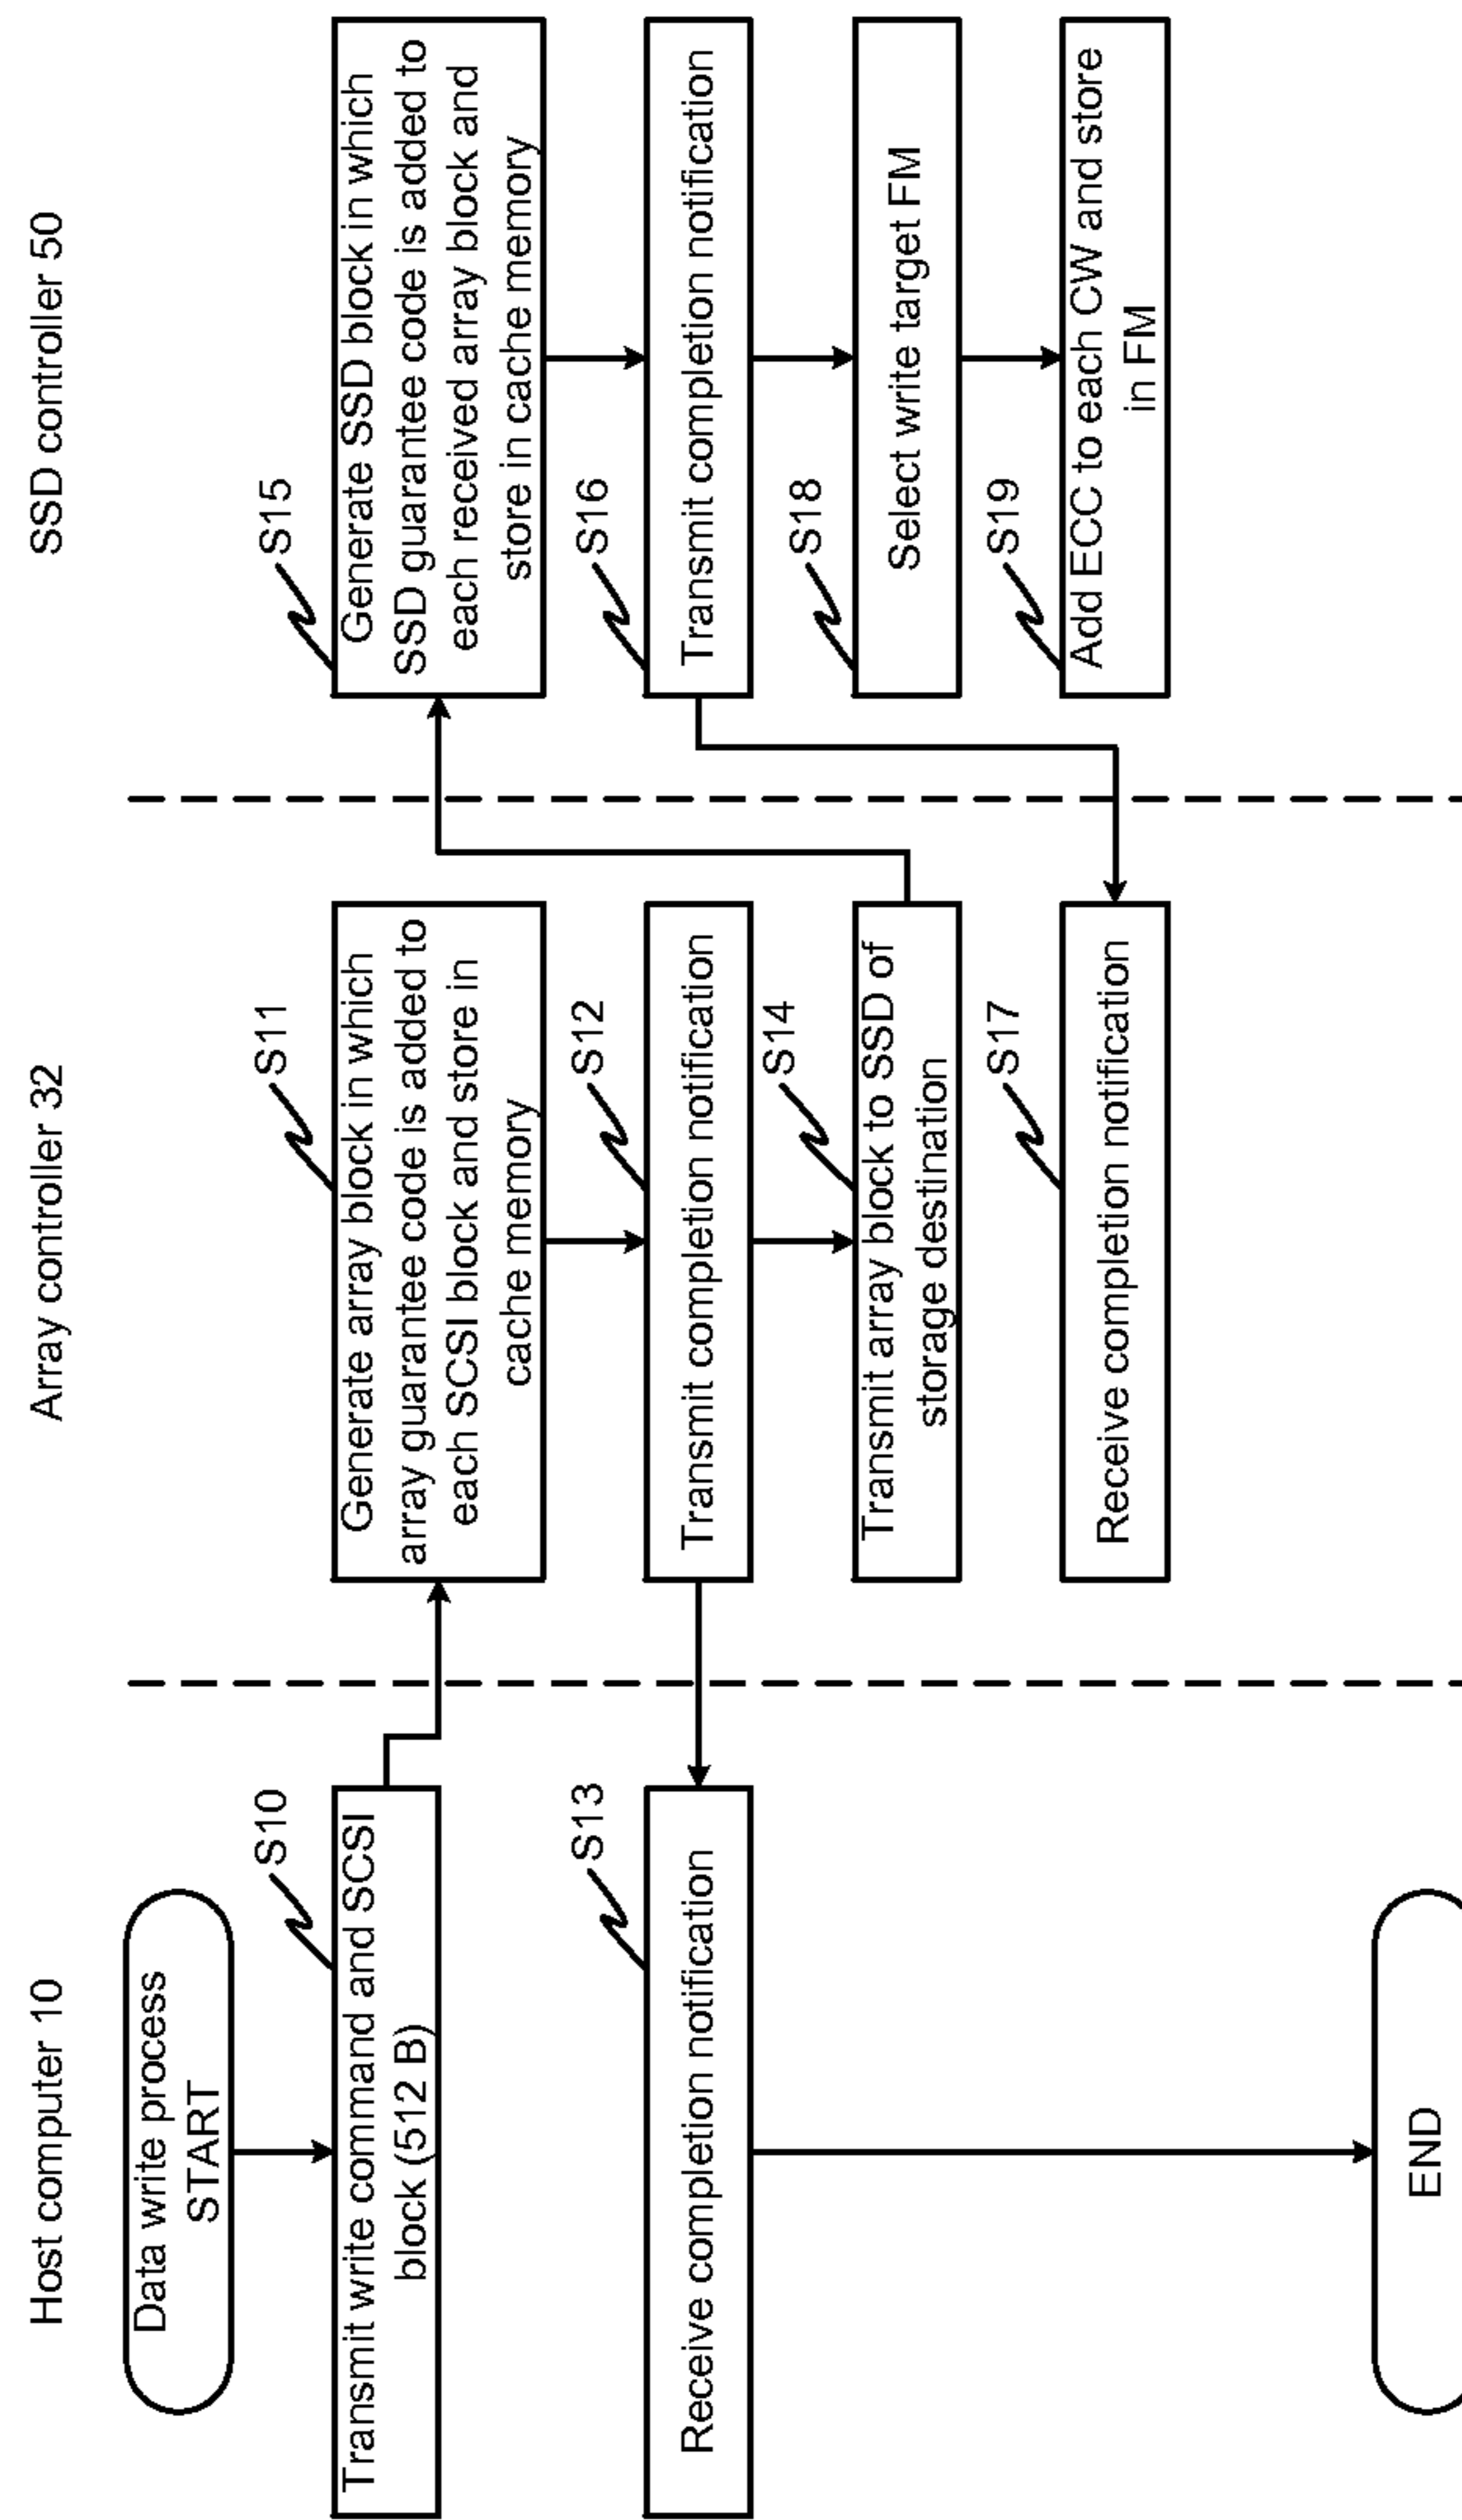 Host computer 10
Array controller 32
SSD controller 50
Data write process
START
S10
Transmit write command and SCSI
block (512 B)
S11
Generate array block in which
array guarantee code is added to
each SCSI block and store in
cache memory
S15
Generate SSD block in which
SSD guarantee code is added to
each received array block and
store in cache memory
S13
Receive completion notification
S12
Transmit completion notification
S16
Transmit completion notification
S14
Transmit array block to SSD of
storage destination
S18
Select write target FM
S17
Receive completion notification
S19
Add ECC to each CW and store
in FM
END